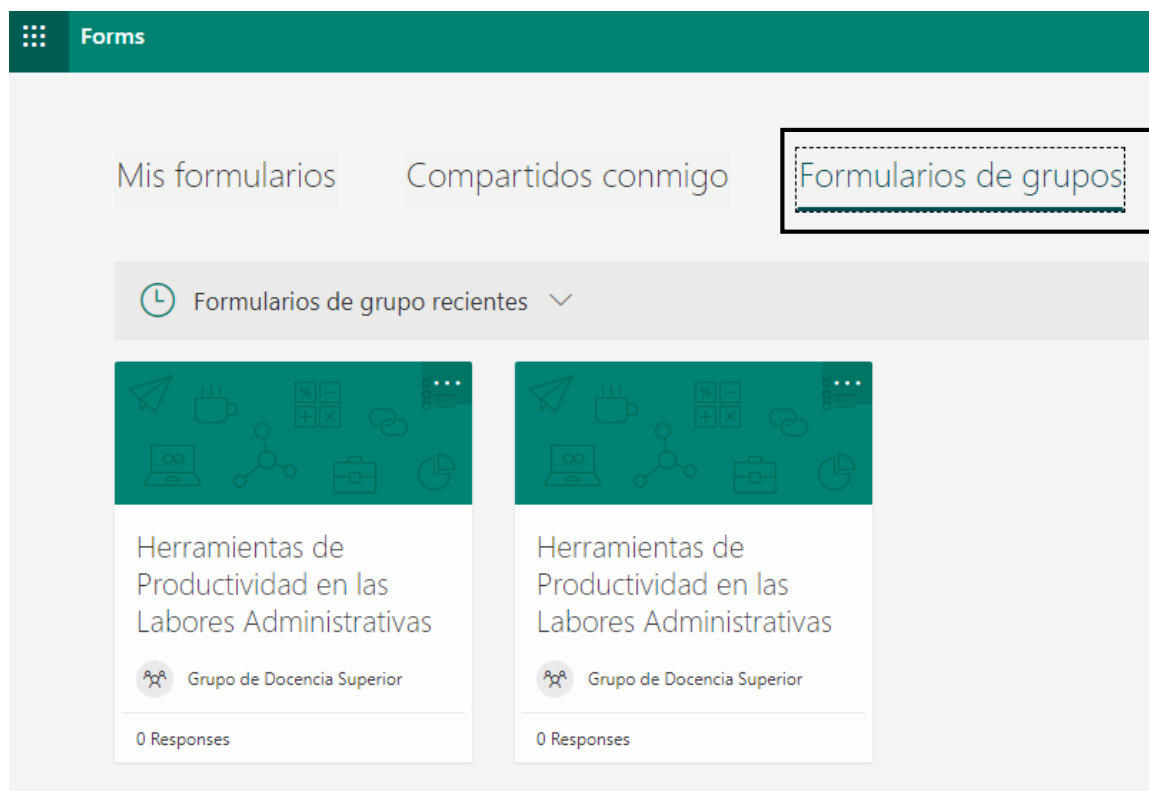 Forms
Mis formularios
Compartidos conmigo
Formularios de grupos
Formularios de grupo recientes
Herramientas de
Productividad en las
Labores Administrativas
Grupo de Docencia Superior
0 Responses
Herramientas de
Productividad en las
Labores Administrativas
Grupo de Docencia Superior
0 Responses